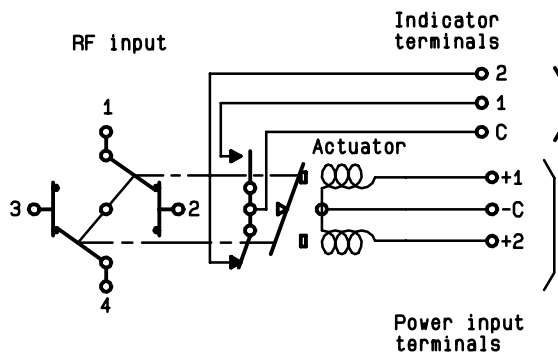 Indicator
terminals
RF input
2
1
C
1
Actuator
+1
3
2
-C
+2
4
Power input
terminals